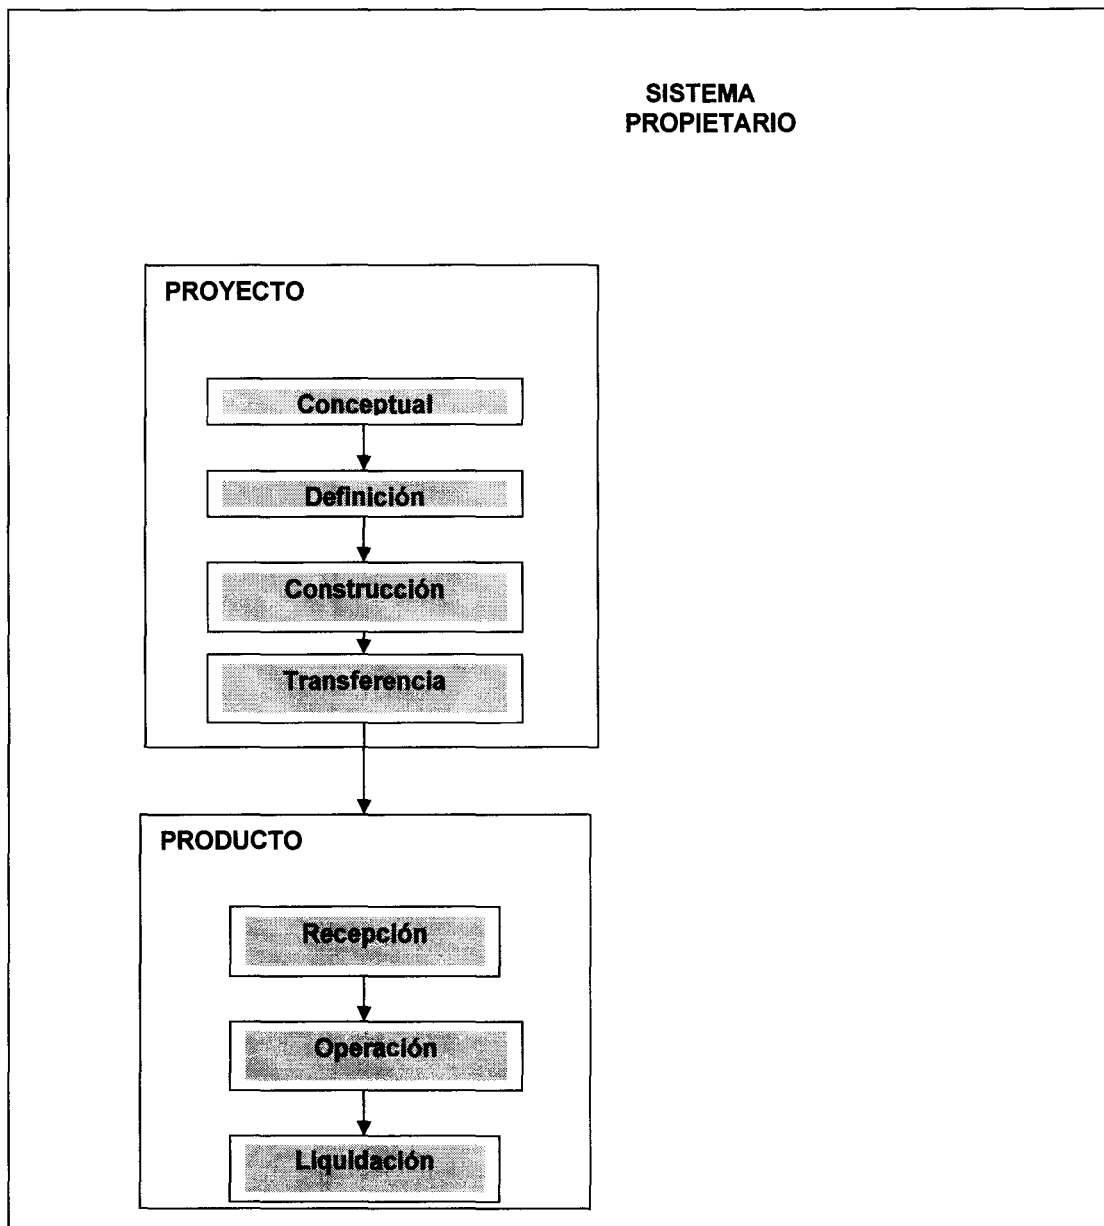 SISTEMA
PROPIETARIO
PROYECTO
Conceptual
Definición
Construcción
Transferencia
PRODUCTO
Recepción
Operación
Liquidación